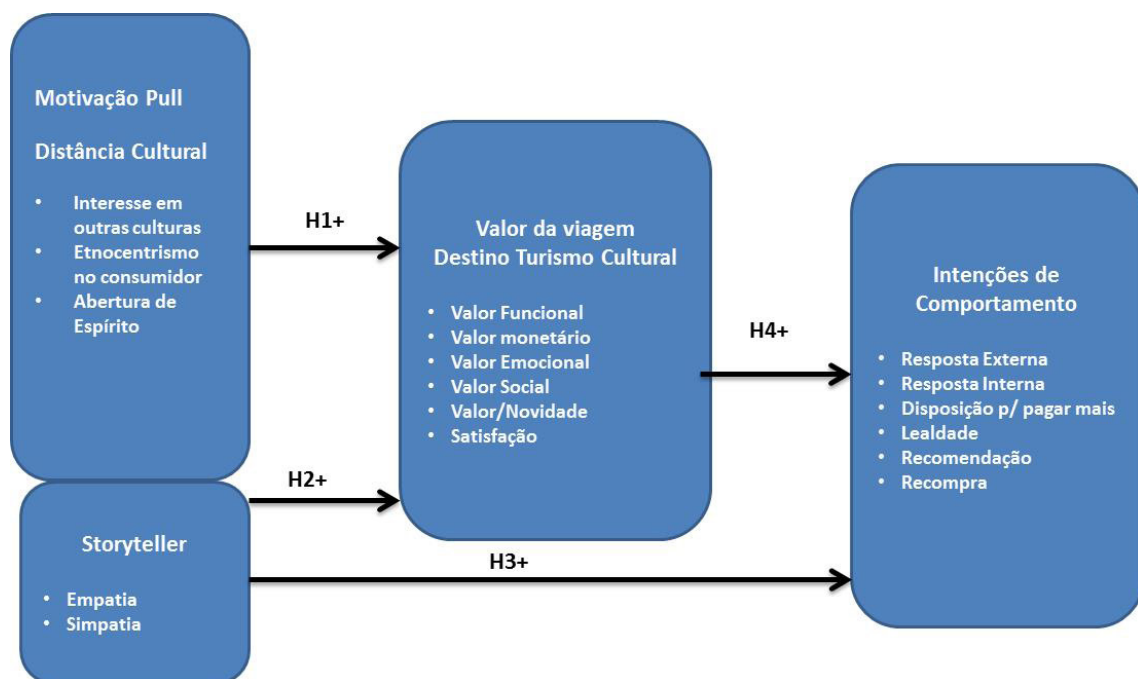 Motivação Pull
Distância Cultural
• Interesse em
outras culturas
• Etnocentrismo
no consumidor
• Abertura de
Espírito
H1+
H2+
Storyteller
• Empatia
• Simpatia
Valor da viagem
Destino Turismo Cultural
• Valor Funcional
• Valor monetário
• Valor Emocional
• Valor Social
• Valor/Novidade
• Satisfação
H3+
H4+
Intenções de
Comportamento
• Resposta Externa
• Resposta Interna
• Disposição p/ pagar mais
• Lealdade
• Recomendação
• Recompra